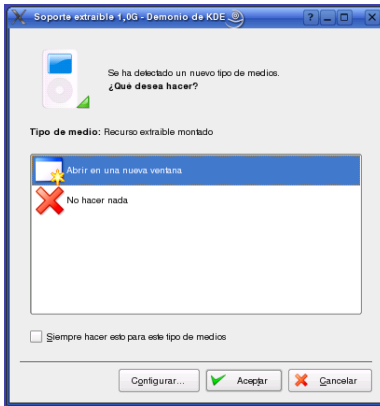 Soporte extraible 1,0G - Demonio de KDE
Se ha detectado un nuevo tipo de medios.
¿Qué desea hacer?
Tipo de medio: Recurso extraible montado
Abrir en una nueva ventana
No hacer nada
Siempre hacer esto para este tipo de medios
Configurar...
Aceptar
Cancelar